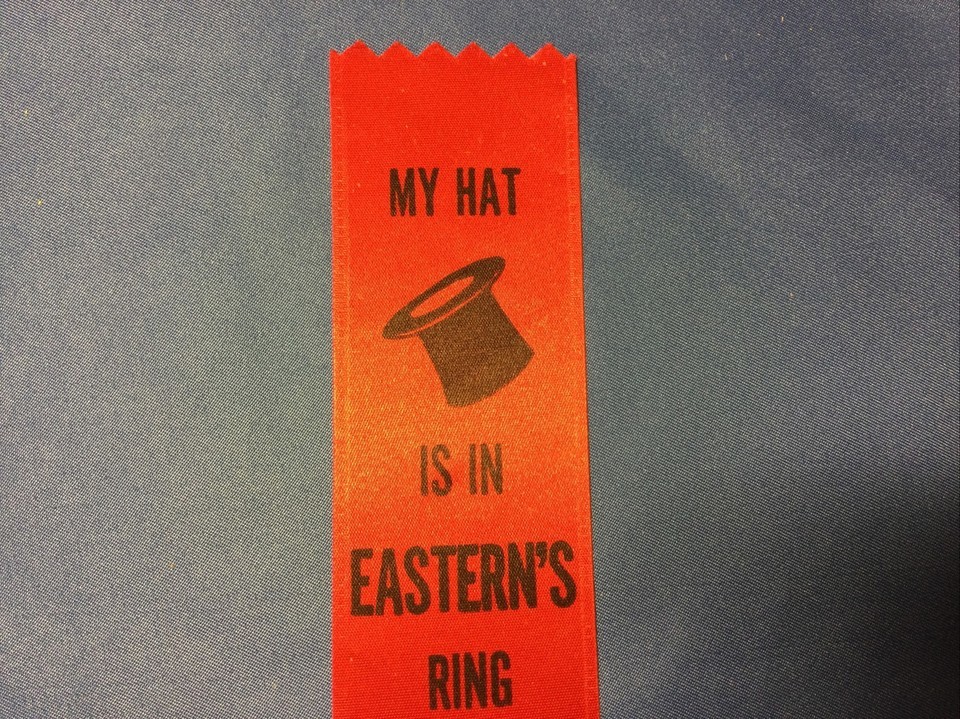 MY HAT
IS IN
EASTERN'S
RING